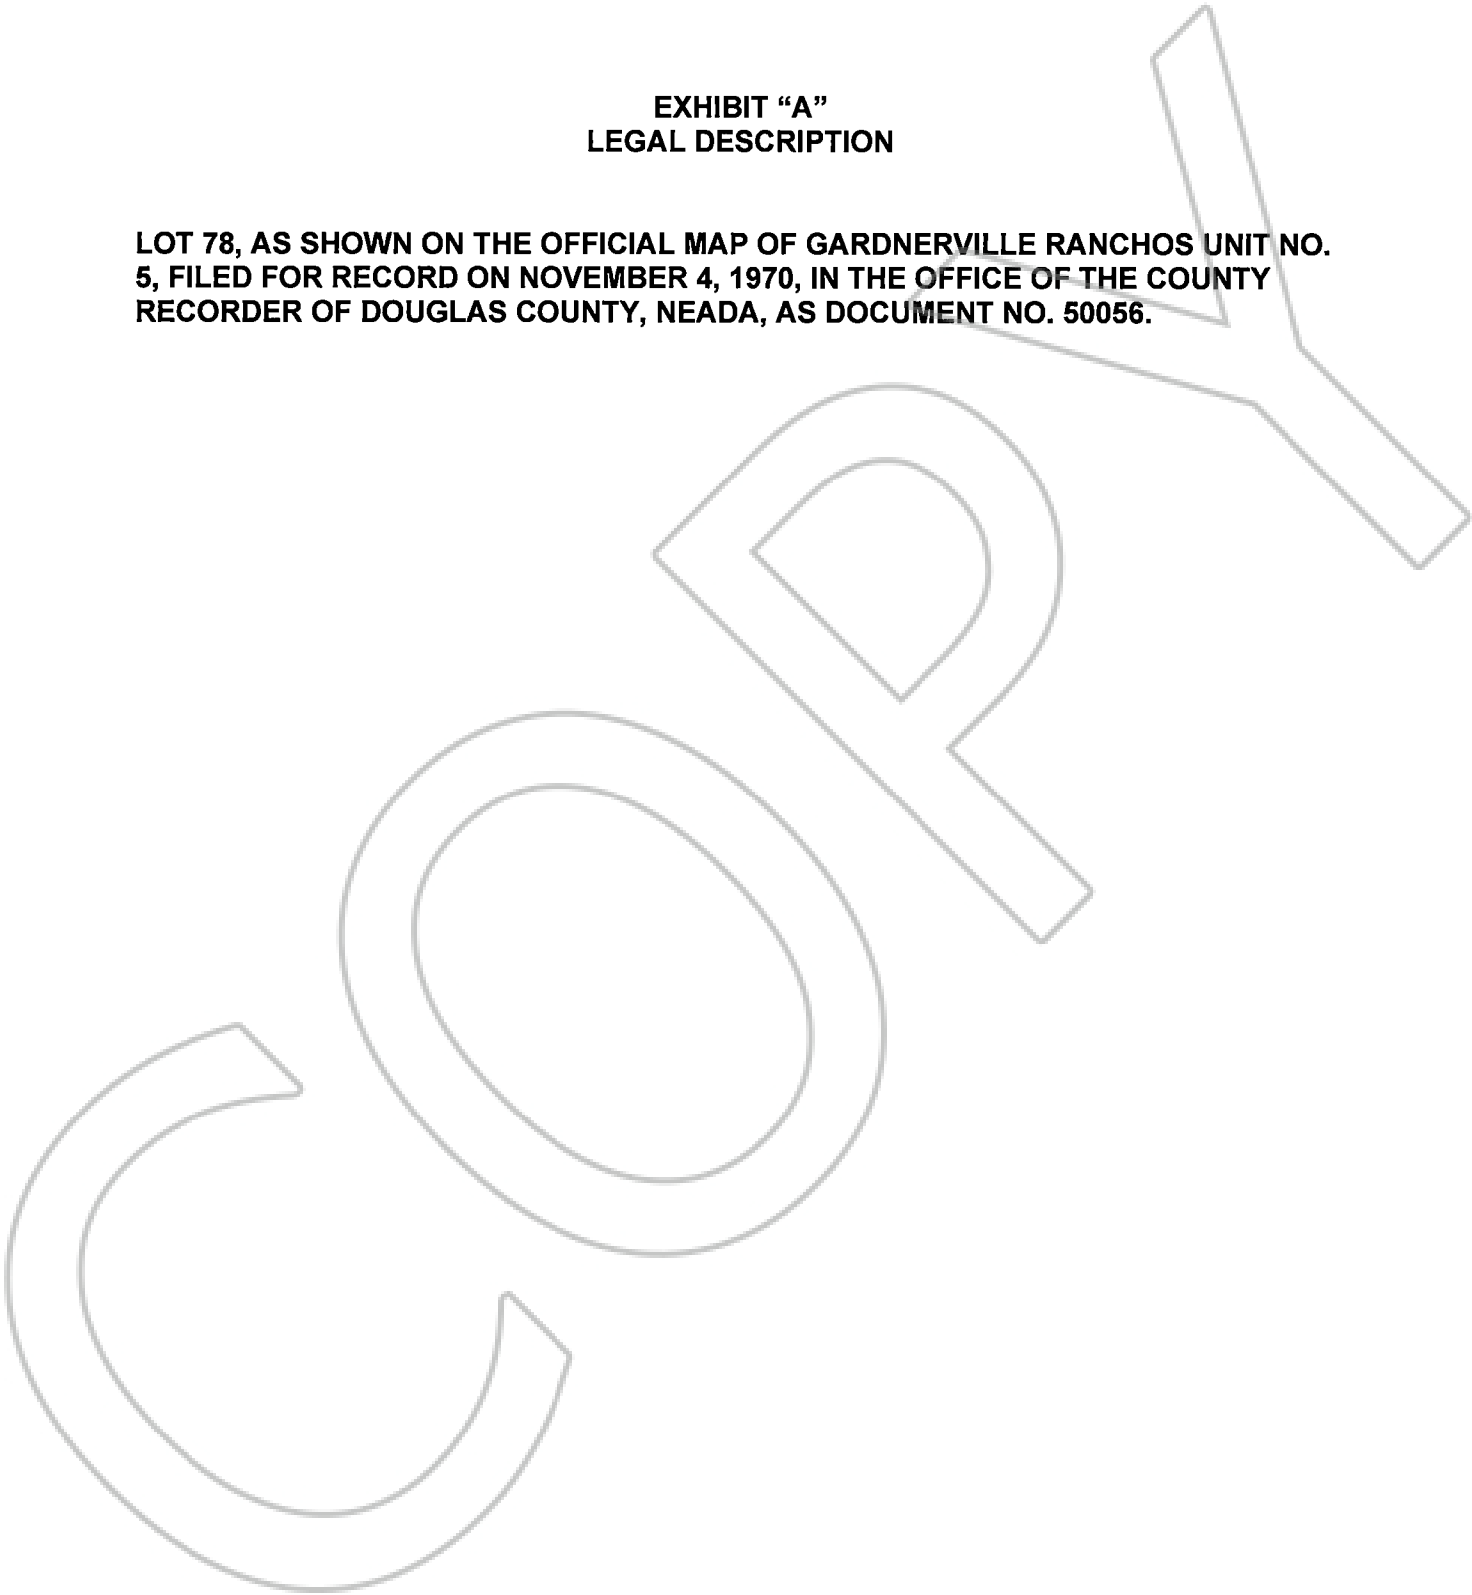 EXHIBIT “A”
LEGAL DESCRIPTION
LOT 78, AS SHOWN ON THE OFFICIAL MAP OF GARDNERVILLE RANCHOS UNIT NO.
5, FILED FOR RECORD ON NOVEMBER 4, 1970, IN THE OFFICE OF THE COUNTY
RECORDER OF DOUGLAS COUNTY, NEADA, AS DOCUMENT NO. 50056.
COPY